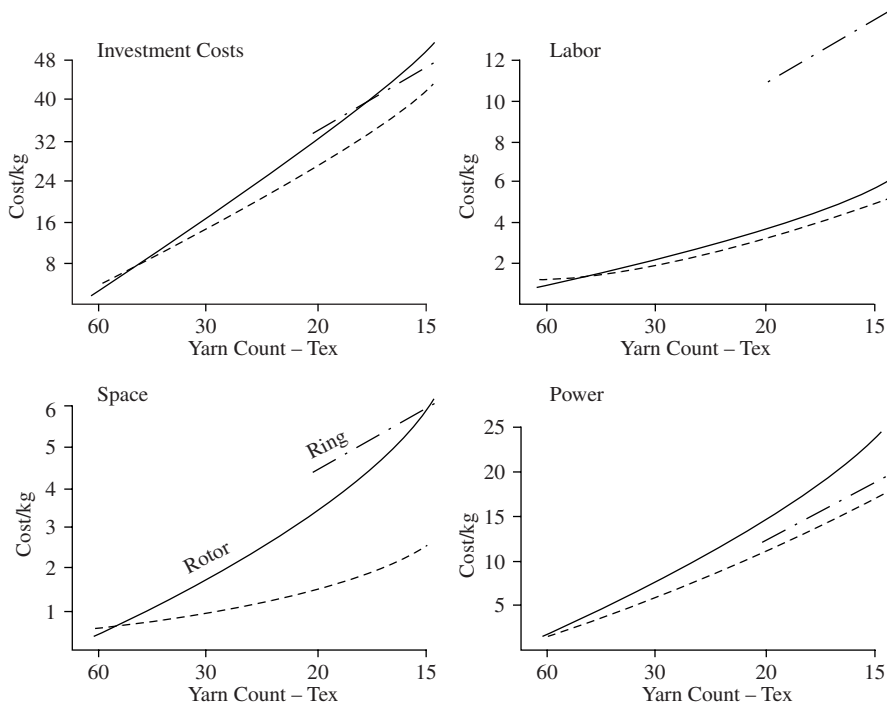 Investment Costs
48
40
32
24
16
8
Cost/kg
60 30 20 15
Yarn Count – Tex
Labor
12
10
8
6
4
2
Cost/kg
60 30 20 15
Yarn Count – Tex
Space
6
5
4
3
2
1
Cost/kg
Ring
Rotor
60 30 20 15
Yarn Count – Tex
Power
25
20
15
10
5
Cost/kg
60 30 20 15
Yarn Count – Tex